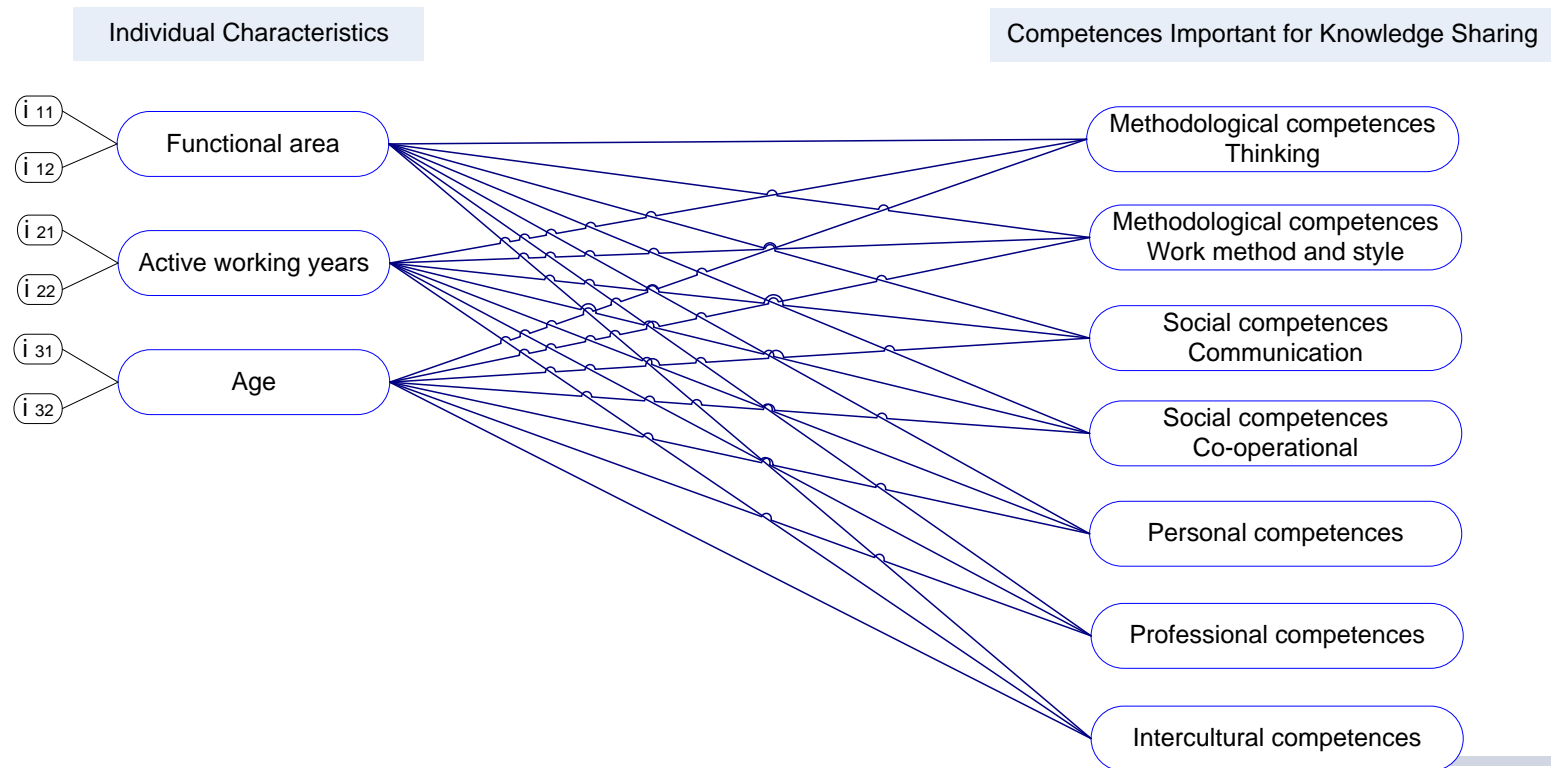 Individual Characteristics
Competences Important for Knowledge Sharing
i 11
i 12
Functional area
i 21
i 22
Active working years
i 31
i 32
Age
Methodological competences
Thinking
Methodological competences
Work method and style
Social competences
Communication
Social competences
Co-operational
Personal competences
Professional competences
Intercultural competences